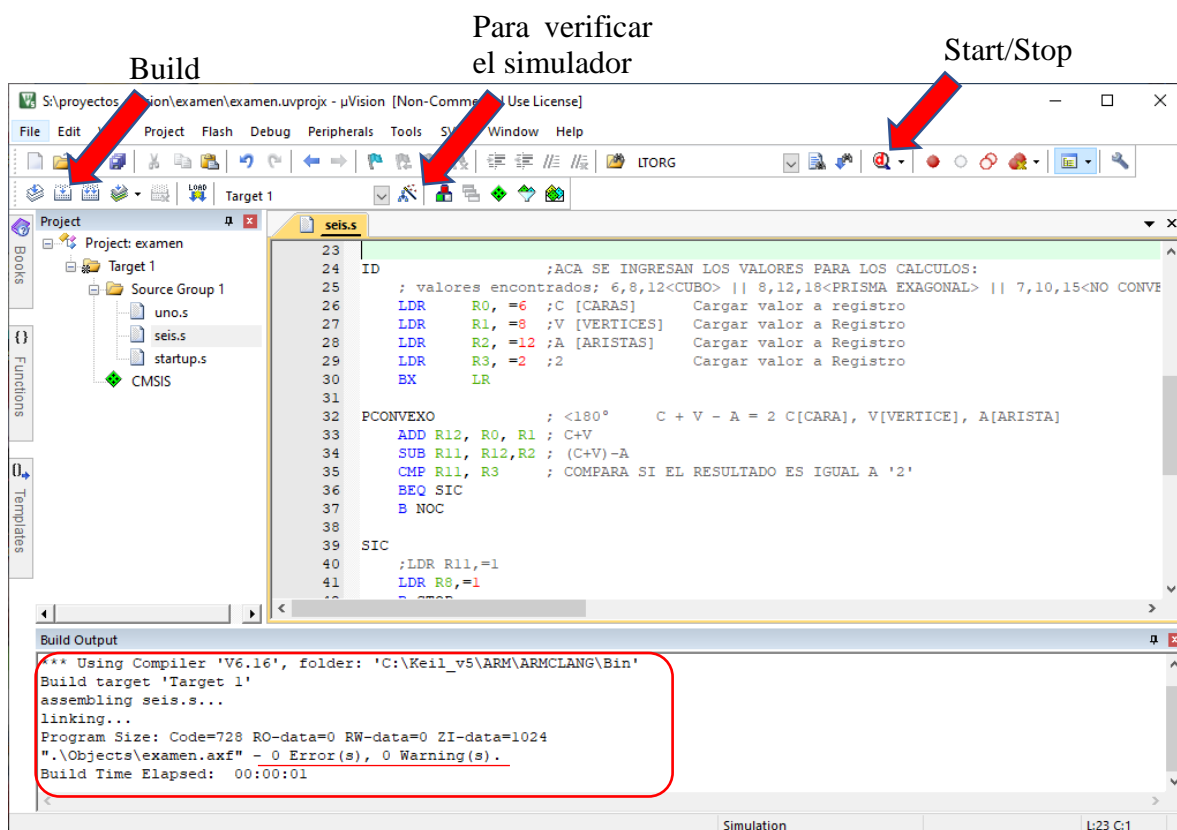 Para verificar
el simulador
Start/Stop
Build
S:\proyectos
ion\examen\examen.uvprojx - µVision [Non-Comme
Use License]
File Edit Project Flash Debug Peripherals Tools Window Help
LTORG
LOAD
Target 1
Project
Project: examen
Target 1
Source Group 1
uno.s
seis.s
startup.s
CMSIS
Books
{} Functions
Templates
seis.s
23
24 ID ;ACA SE INGRESAN LOS VALORES PARA LOS CALCULOS:
25 ; valores encontrados; 6,8,12<CUBO> || 8,12,18<PRISMA EXAGONAL> || 7,10,15<NO CONVE
26 LDR R0, =6 ;C [CARAS] Cargar valor a registro
27 LDR R1, =8 ;V [VERTICES] Cargar valor a Registro
28 LDR R2, =12 ;A [ARISTAS] Cargar valor a Registro
29 LDR R3, =2 ;2 Cargar valor a Registro
30 BX LR
31
32 PCONVEXO ; <180° C + V - A = 2 C[CARA], V[VERTICE], A[ARISTA]
33 ADD R12, R0, R1 ; C+V
34 SUB R11, R12,R2 ; (C+V)-A
35 CMP R11, R3 ; COMPARA SI EL RESULTADO ES IGUAL A '2'
36 BEQ SIC
37 B NOC
38
39 SIC
40 ;LDR R11,=1
41 LDR R8,=1
Build Output
*** Using Compiler 'V6.16', folder: 'C:\Keil_v5\ARM\ARMCLANG\Bin'
Build target 'Target 1'
assembling seis.s...
linking...
Program Size: Code=728 RO-data=0 RW-data=0 ZI-data=1024
".\Objects\examen.axf" - 0 Error(s), 0 Warning(s).
Build Time Elapsed: 00:00:01
Simulation
L:23 C:1